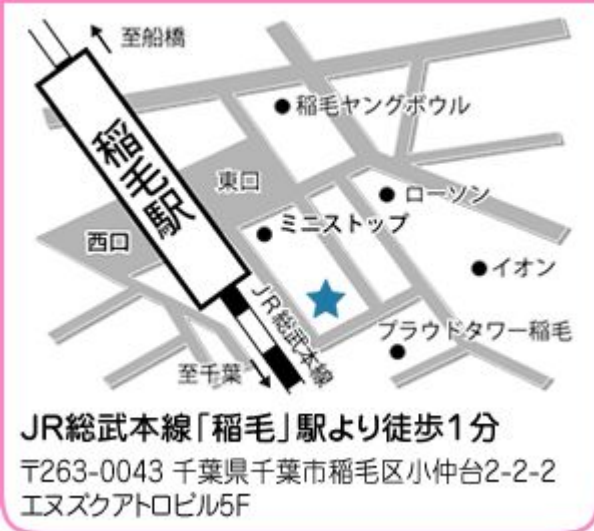 至船橋
稲毛ヤングボウル
稲毛駅
東口
ローソン
ミニストップ
西口
イオン
JR総武本線
プラウドタワー稲毛
至千葉
JR総武本線「稲毛」駅より徒歩1分
〒263-0043 千葉県千葉市稲毛区小仲台2-2-2
エヌズクアトロビル5F